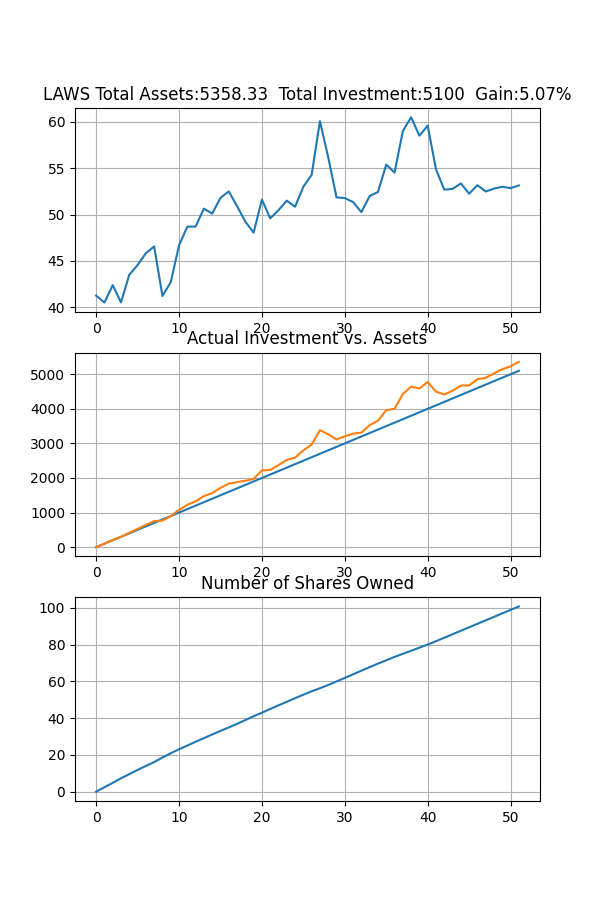 LAWS Total Assets:5358.33  Total Investment:5100  Gain:5.07%
60
55
50
45
40
0 10 20 30 40 50
Actual Investment vs. Assets
5000
4000
3000
2000
1000
0
0 10 20 30 40 50
Number of Shares Owned
100
80
60
40
20
0
0 10 20 30 40 50